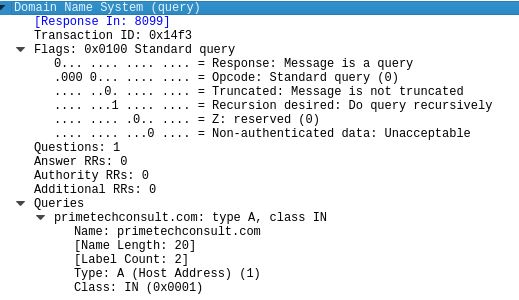 Domain Name System (query)
[Response In: 8099]
Transaction ID: 0x14f3
Flags: 0x0100 Standard query
0... .... .... .... = Response: Message is a query
.000 0... .... .... = Opcode: Standard query (0)
.... ..0. .... .... = Truncated: Message is not truncated
.... ...1 .... .... = Recursion desired: Do query recursively
.... .... .0.. .... = Z: reserved (0)
.... .... ...0 .... = Non-authenticated data: Unacceptable
Questions: 1
Answer RRs: 0
Authority RRs: 0
Additional RRs: 0
Queries
primetechconsult.com: type A, class IN
Name: primetechconsult.com
[Name Length: 20]
[Label Count: 2]
Type: A (Host Address) (1)
Class: IN (0x0001)